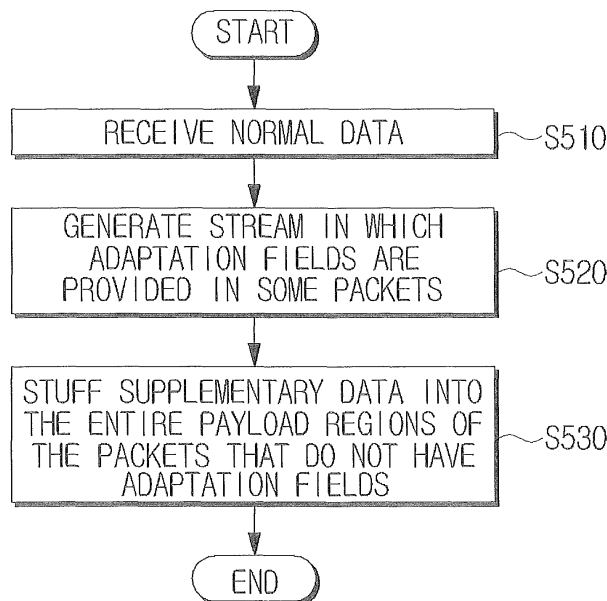 START
RECEIVE NORMAL DATA
S510
GENERATE STREAM IN WHICH
ADAPTATION FIELDS ARE
PROVIDED IN SOME PACKETS
S520
STUFF SUPPLEMENTARY DATA INTO
THE ENTIRE PAYLOAD REGIONS OF
THE PACKETS THAT DO NOT HAVE
ADAPTATION FIELDS
S530
END